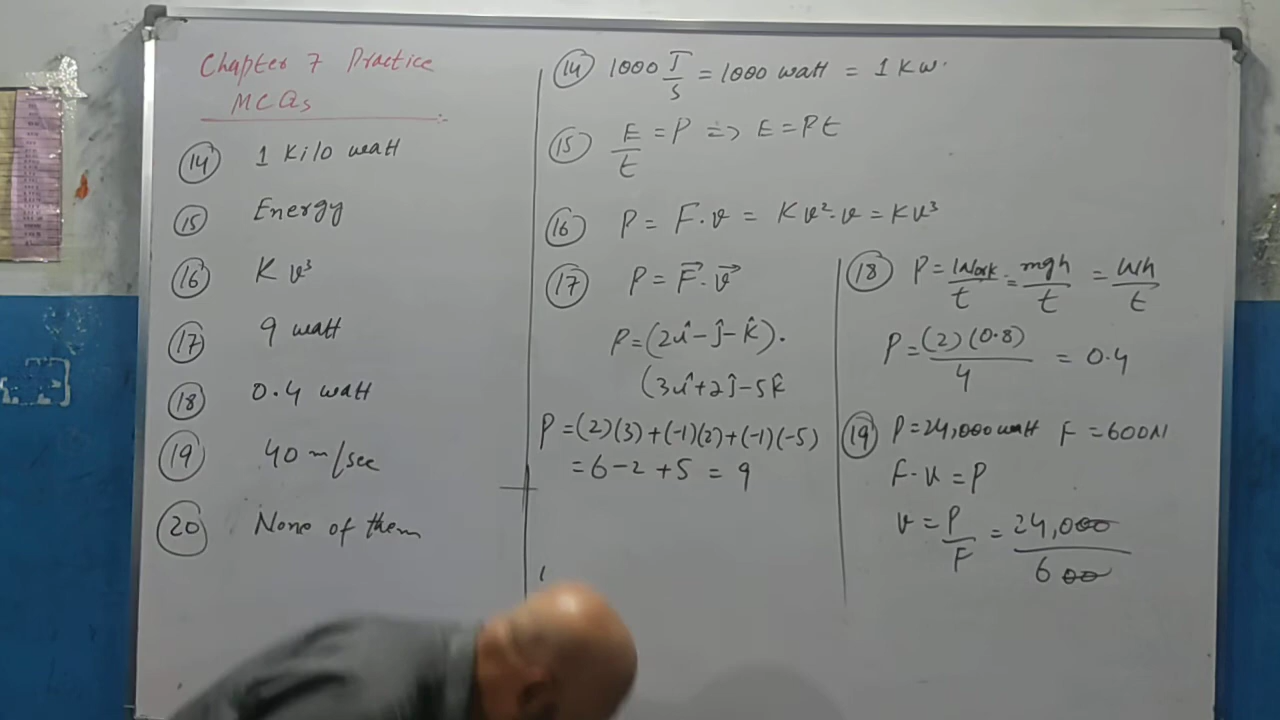 Chapter 7 Practice
MCQs
14 1 Kilo watt
15 Energy
16 K v³
17 9 watt
18 0.4 watt
19 40 m/sec
20 None of them
14 1000 J/s = 1000 watt = 1 Kw.
15 E/t = P => E = Pt
16 P = F.v = Kv².v = Kv³
17 P = F⃗.v⃗
P=(2î-ĵ-k̂).
(3î+2ĵ-5k̂
P=(2)(3)+(-1)(2)+(-1)(-5)
=6-2+5=9
18 P=Work/t=mgh/t=Wh/t
P=(2)(0.8)/4 = 0.4
19 P=24,000watt F=600N
F.v=P
v=P/F=24,000/600